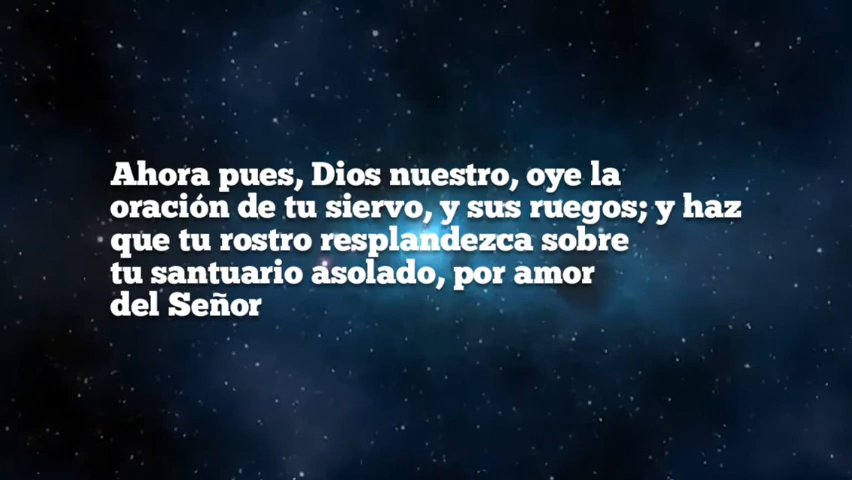 Ahora pues, Dios nuestro, oye la
oración de tu siervo, y sus ruegos; y haz
que tu rostro resplandezca sobre
tu santuario asolado, por amor
del Señor